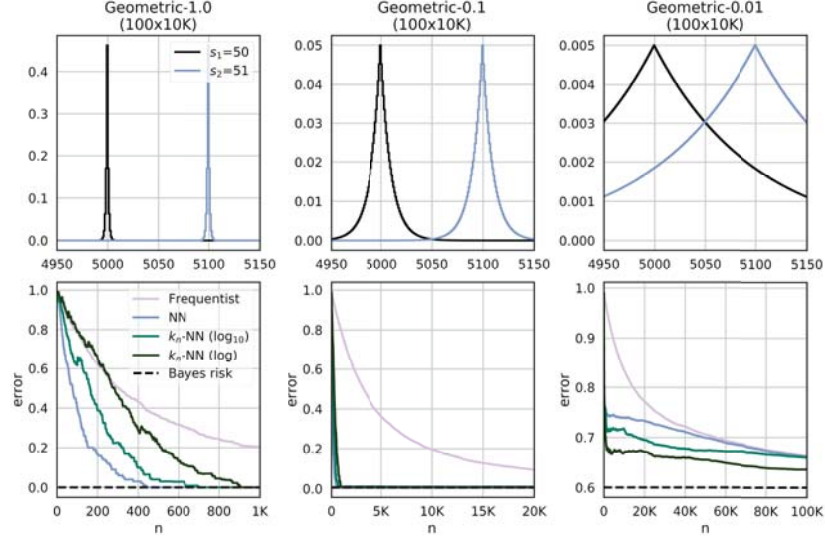 Geometric-1.0
(100x10K)
Geometric-0.1
(100x10K)
Geometric-0.01
(100x10K)
0.4
0.3
0.2
0.1
0.0
s₁=50
s₂=51
4950 5000 5050 5100 5150
0.05
0.04
0.03
0.02
0.01
0.00
4950 5000 5050 5100 5150
0.005
0.004
0.003
0.002
0.001
0.000
4950 5000 5050 5100 5150
error
1.0
0.8
0.6
0.4
0.2
0.0
Frequentist
NN
kₙ-NN (log₁₀)
kₙ-NN (log)
Bayes risk
0 200 400 600 800 1K
n
error
1.0
0.8
0.6
0.4
0.2
0.0
0 5K 10K 15K 20K
n
error
1.0
0.9
0.8
0.7
0.6
0 20K 40K 60K 80K 100K
n